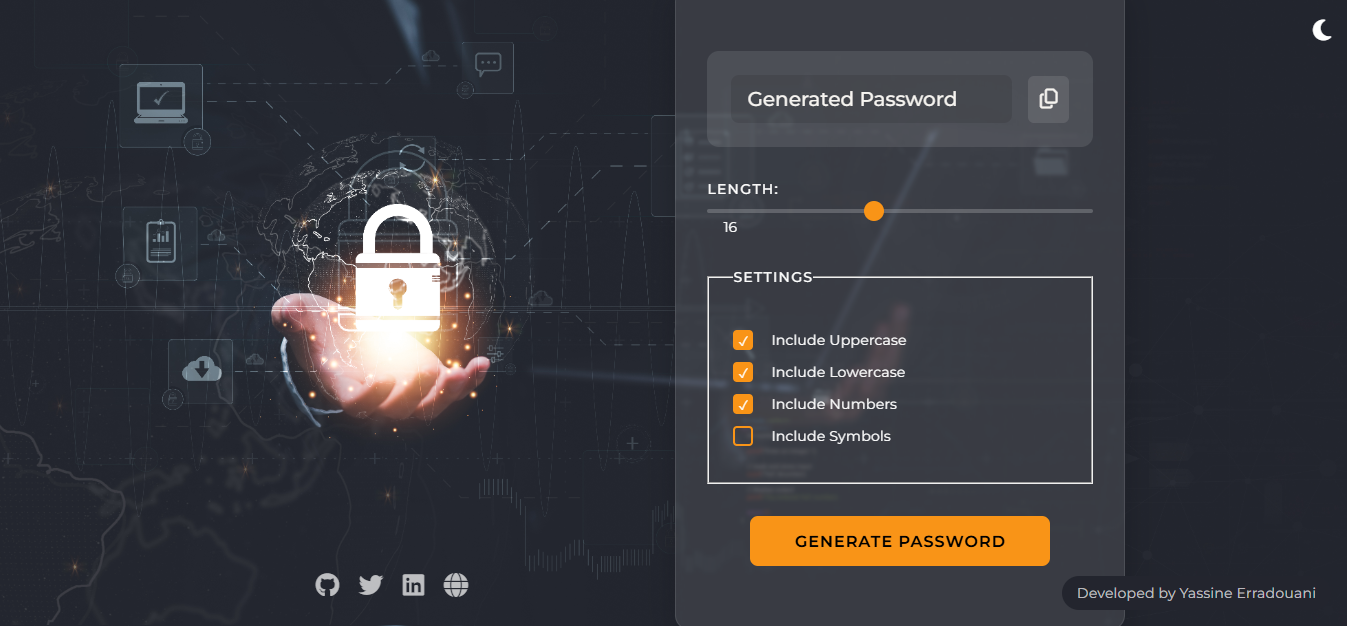 Generated Password
LENGTH:
16
SETTINGS
Include Uppercase
Include Lowercase
Include Numbers
Include Symbols
GENERATE PASSWORD
Developed by Yassine Erradouani